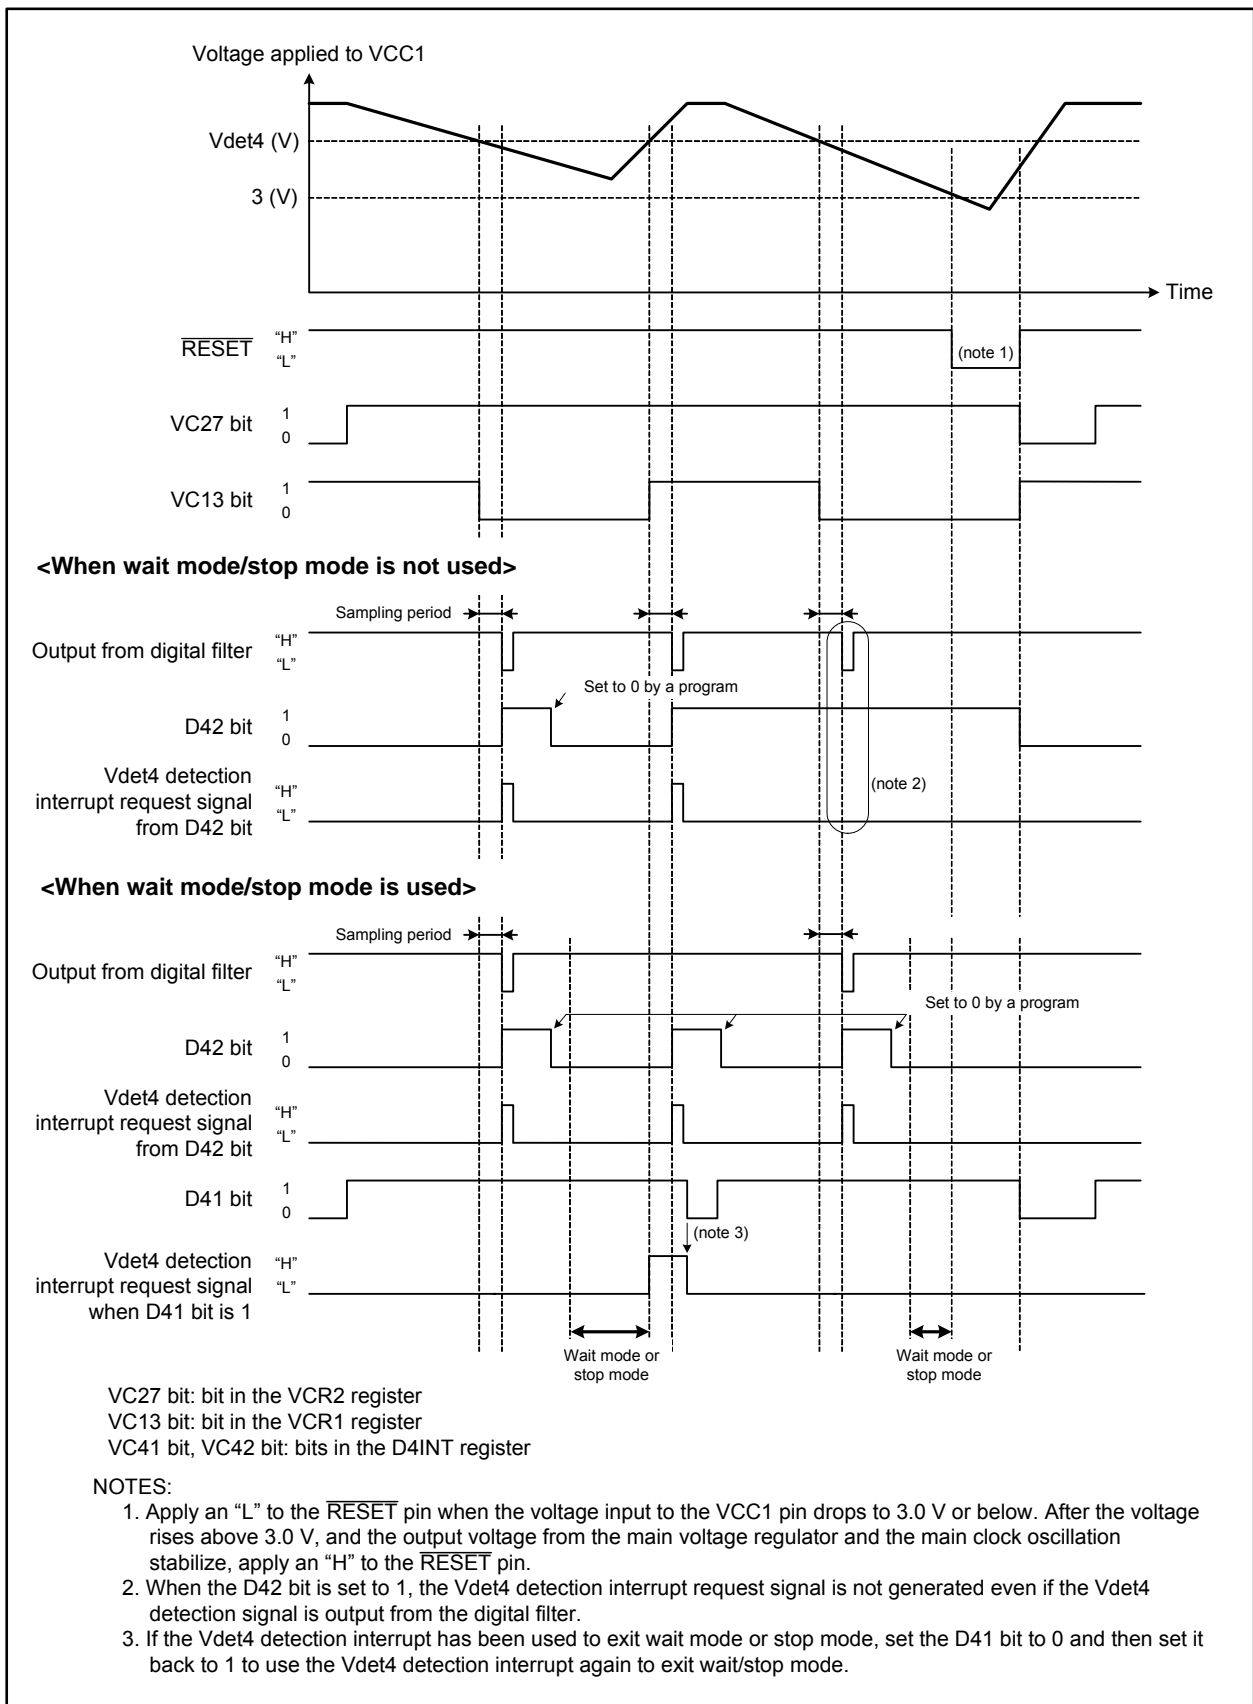 Voltage applied to VCC1
Vdet4 (V)
3 (V)
Time
RESET
“H”
“L”
(note 1)
VC27 bit
1
0
VC13 bit
1
0
<When wait mode/stop mode is not used>
Sampling period
Output from digital filter
“H”
“L”
Set to 0 by a program
D42 bit
1
0
Vdet4 detection
interrupt request signal
from D42 bit
“H”
“L”
(note 2)
<When wait mode/stop mode is used>
Sampling period
Output from digital filter
“H”
“L”
Set to 0 by a program
D42 bit
1
0
Vdet4 detection
interrupt request signal
from D42 bit
“H”
“L”
D41 bit
1
0
(note 3)
Vdet4 detection
interrupt request signal
when D41 bit is 1
“H”
“L”
Wait mode or
stop mode
Wait mode or
stop mode
VC27 bit: bit in the VCR2 register
VC13 bit: bit in the VCR1 register
VC41 bit, VC42 bit: bits in the D4INT register
NOTES:
1. Apply an “L” to the RESET pin when the voltage input to the VCC1 pin drops to 3.0 V or below. After the voltage
rises above 3.0 V, and the output voltage from the main voltage regulator and the main clock oscillation
stabilize, apply an “H” to the RESET pin.
2. When the D42 bit is set to 1, the Vdet4 detection interrupt request signal is not generated even if the Vdet4
detection signal is output from the digital filter.
3. If the Vdet4 detection interrupt has been used to exit wait mode or stop mode, set the D41 bit to 0 and then set it
back to 1 to use the Vdet4 detection interrupt again to exit wait/stop mode.